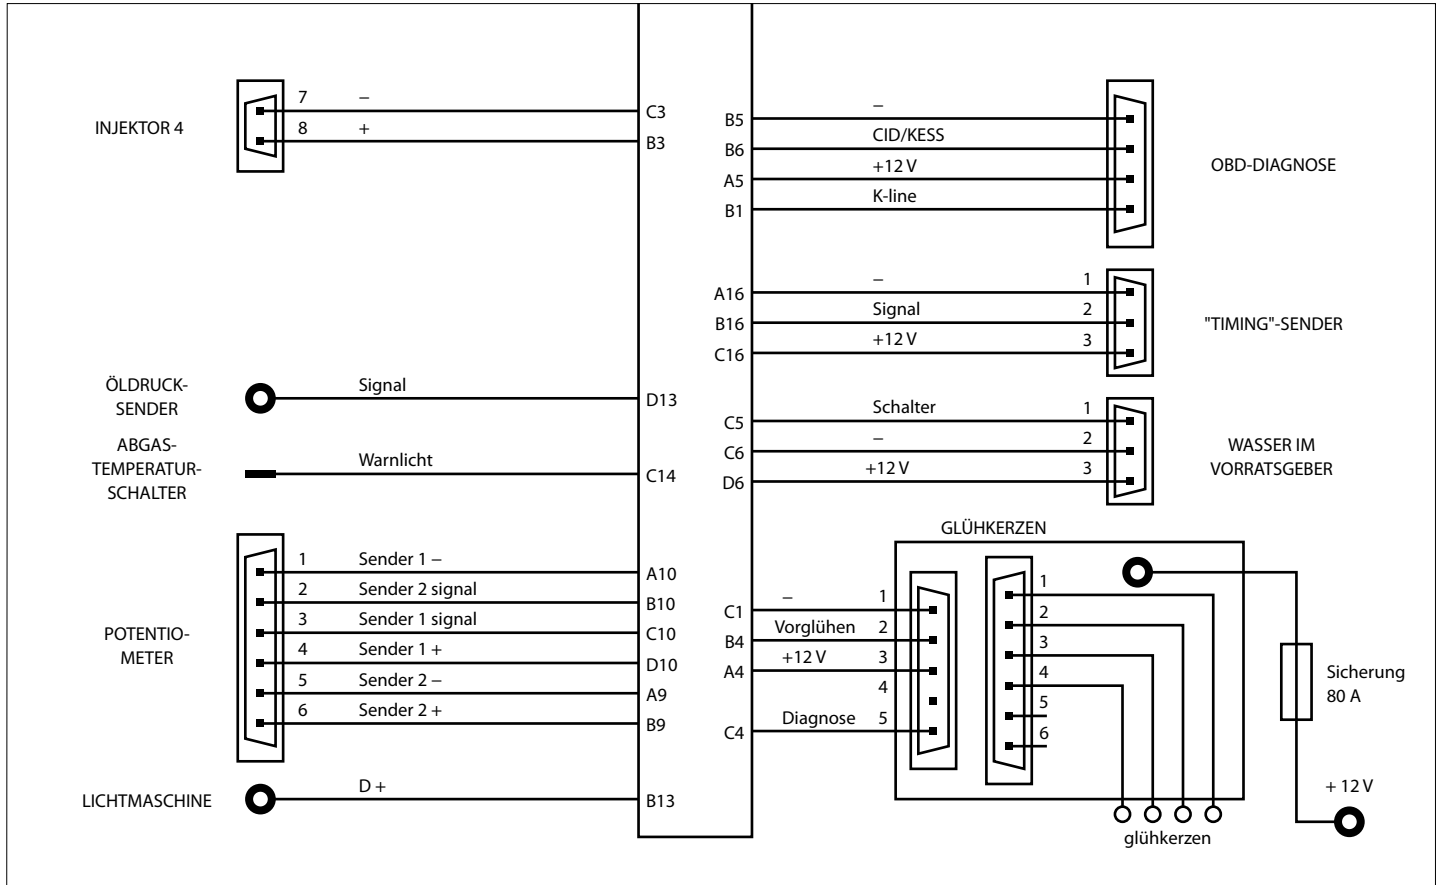 INJEKTOR 4
7 – C3
8 + B3
ÖLDRUCK-
SENDER
Signal D13
ABGAS-
TEMPERATUR-
SCHALTER
Warnlicht C14
POTENTIO-
METER
1 Sender 1 – A10
2 Sender 2 signal B10
3 Sender 1 signal C10
4 Sender 1 + D10
5 Sender 2 – A9
6 Sender 2 + B9
LICHTMASCHINE
D + B13
B5 –
B6 CID/KESS
A5 +12 V
B1 K-line
OBD-DIAGNOSE
A16 – 1
B16 Signal 2
C16 +12 V 3
"TIMING"-SENDER
C5 Schalter 1
C6 – 2
D6 +12 V 3
WASSER IM
VORRATSGEBER
GLÜHKERZEN
C1 – 1
B4 Vorglühen 2
A4 +12 V 3
4
C4 Diagnose 5
1
2
3
4
5
6
Sicherung
80 A
+ 12 V
glühkerzen